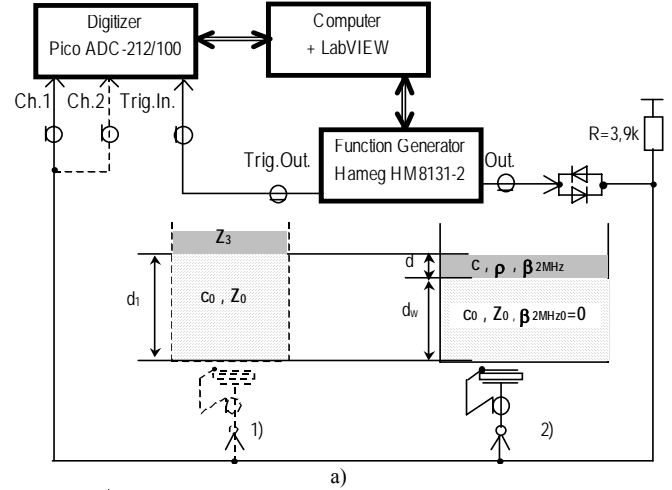 Digitizer
Pico ADC-212/100
Computer
+ LabVIEW
Ch.1
Ch.2
Trig.In.
Function Generator
Hameg HM8131-2
Trig.Out.
Out.
R=3,9k
Z3
d1
c0 , Z0
d
c , ρ , β2MHz
dw
c0 , Z0 , β2MHz0=0
1)
2)
a)